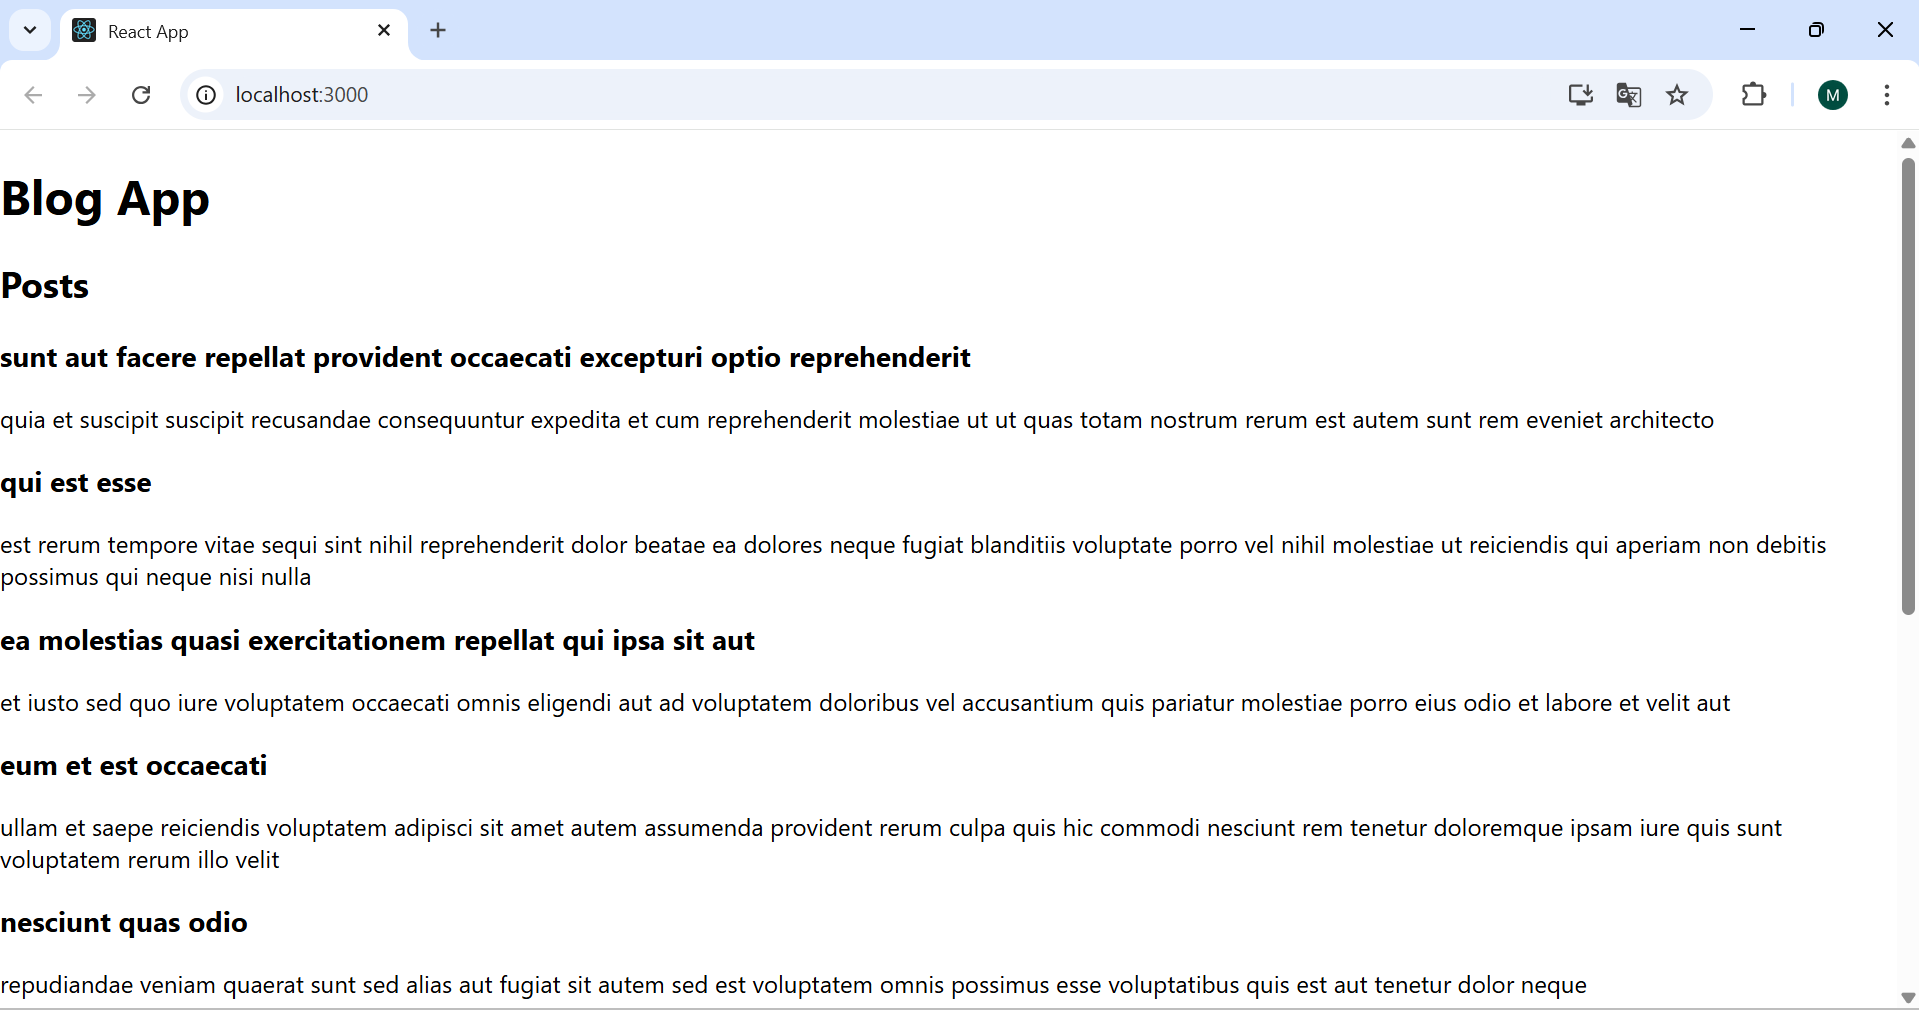 React App
localhost:3000
M
Blog App
Posts
sunt aut facere repellat provident occaecati excepturi optio reprehenderit
quia et suscipit suscipit recusandae consequuntur expedita et cum reprehenderit molestiae ut ut quas totam nostrum rerum est autem sunt rem eveniet architecto
qui est esse
est rerum tempore vitae sequi sint nihil reprehenderit dolor beatae ea dolores neque fugiat blanditiis voluptate porro vel nihil molestiae ut reiciendis qui aperiam non debitis
possimus qui neque nisi nulla
ea molestias quasi exercitationem repellat qui ipsa sit aut
et iusto sed quo iure voluptatem occaecati omnis eligendi aut ad voluptatem doloribus vel accusantium quis pariatur molestiae porro eius odio et labore et velit aut
eum et est occaecati
ullam et saepe reiciendis voluptatem adipisci sit amet autem assumenda provident rerum culpa quis hic commodi nesciunt rem tenetur doloremque ipsam iure quis sunt
voluptatem rerum illo velit
nesciunt quas odio
repudiandae veniam quaerat sunt sed alias aut fugiat sit autem sed est voluptatem omnis possimus esse voluptatibus quis est aut tenetur dolor neque